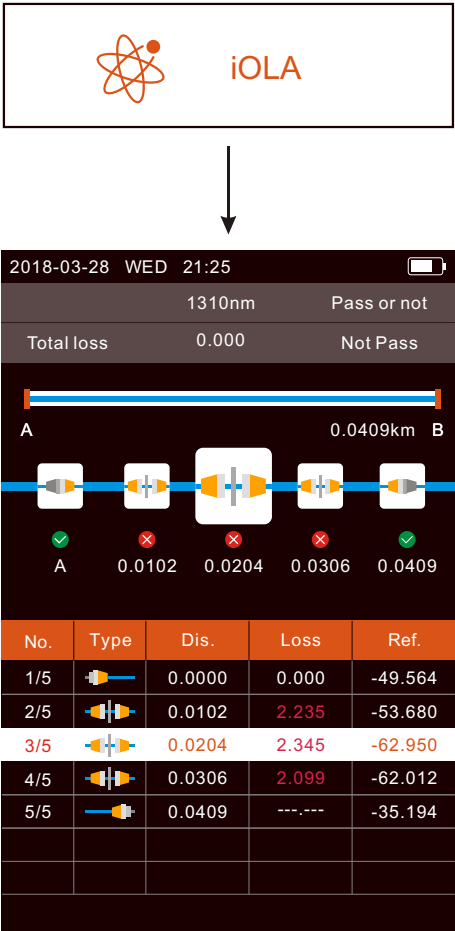 iOLA
2018-03-28 WED 21:25
1310nm Pass or not
Total loss 0.000 Not Pass
A 0.0409km B
A 0.0102 0.0204 0.0306 0.0409
No. Type Dis. Loss Ref.
1/5 0.0000 0.000 -49.564
2/5 0.0102 2.235 -53.680
3/5 0.0204 2.345 -62.950
4/5 0.0306 2.099 -62.012
5/5 0.0409 ---.--- -35.194